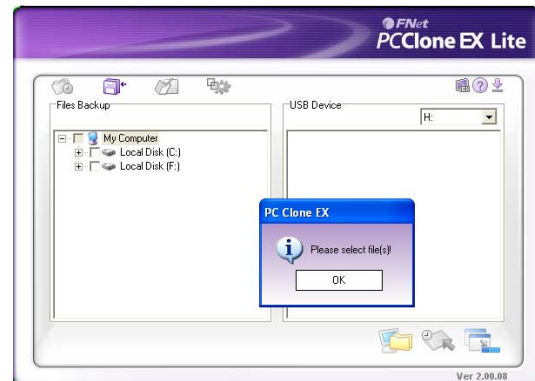 FNet
PCClone EX Lite
Files Backup
USB Device
H:
My Computer
Local Disk (C:)
Local Disk (F:)
PC Clone EX
Please select file(s)!
OK
Ver 2.00.08